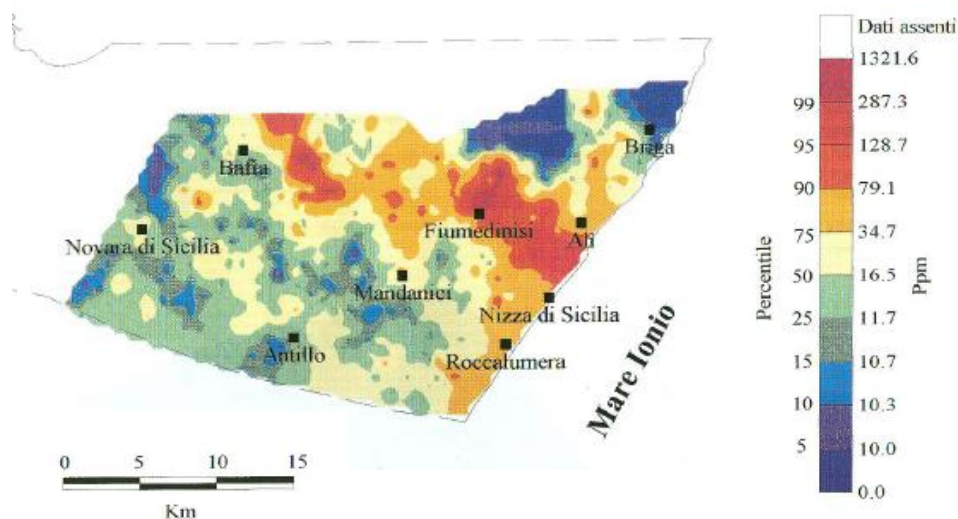 Dati assenti
1321.6
99
287.3
95
128.7
90
79.1
75
34.7
50
16.5
25
11.7
15
10.7
10
10.3
5
10.0
0.0
Percentile
Ppm
Briga
Bafia
Fiumedinisi
Alì
Novara di Sicilia
Mandanici
Nizza di Sicilia
Antillo
Roccalumera
Mare Ionio
0 5 10 15
Km